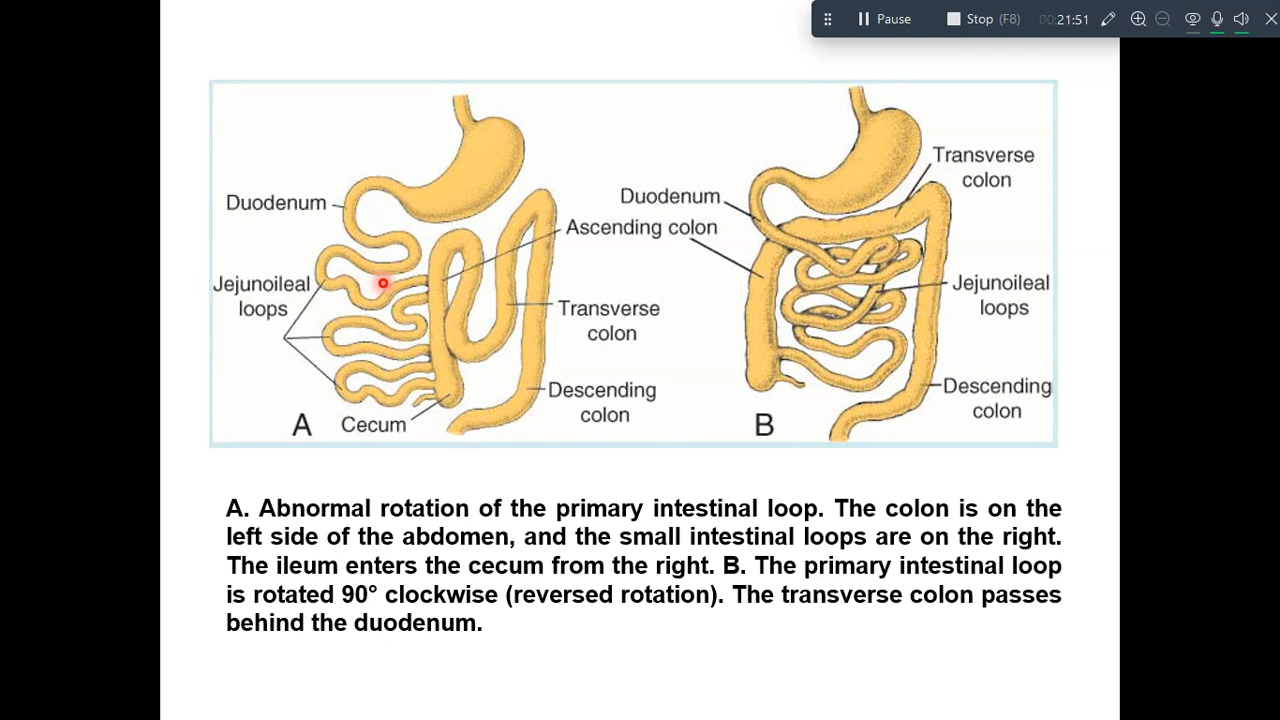 Pause
Stop (F8)
00:21:51
Transverse
colon
Duodenum
Duodenum
Ascending colon
Jejunoileal
loops
Transverse
colon
Jejunoileal
loops
Descending
colon
Descending
colon
A
Cecum
B
A. Abnormal rotation of the primary intestinal loop. The colon is on the
left side of the abdomen, and the small intestinal loops are on the right.
The ileum enters the cecum from the right. B. The primary intestinal loop
is rotated 90° clockwise (reversed rotation). The transverse colon passes
behind the duodenum.